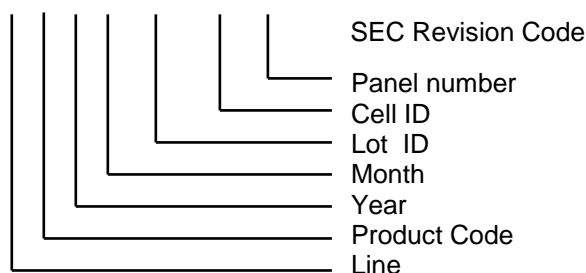 SEC Revision Code
Panel number
Cell ID
Lot ID
Month
Year
Product Code
Line